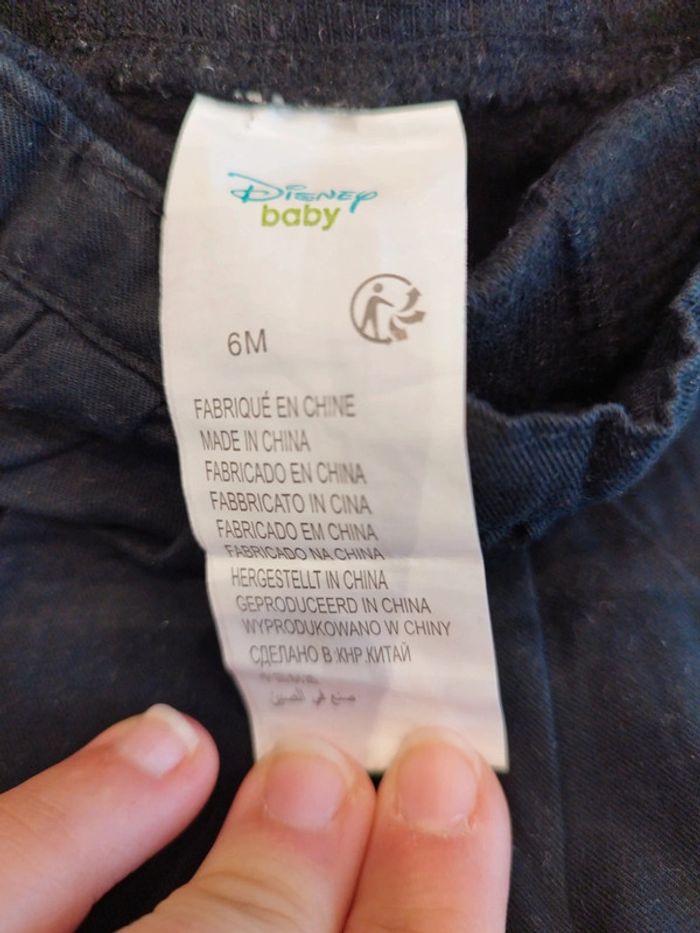 Disney
baby
6M
FABRIQUÉ EN CHINE
MADE IN CHINA
FABRICADO EN CHINA
FABBRICATO IN CINA
FABRICADO EM CHINA
FABRICADO NA CHINA
HERGESTELLT IN CHINA
GEPRODUCEERD IN CHINA
WYPRODUKOWANO W CHINY
СДЕЛАНО В КНР.КИТАЙ
صنع في الصين